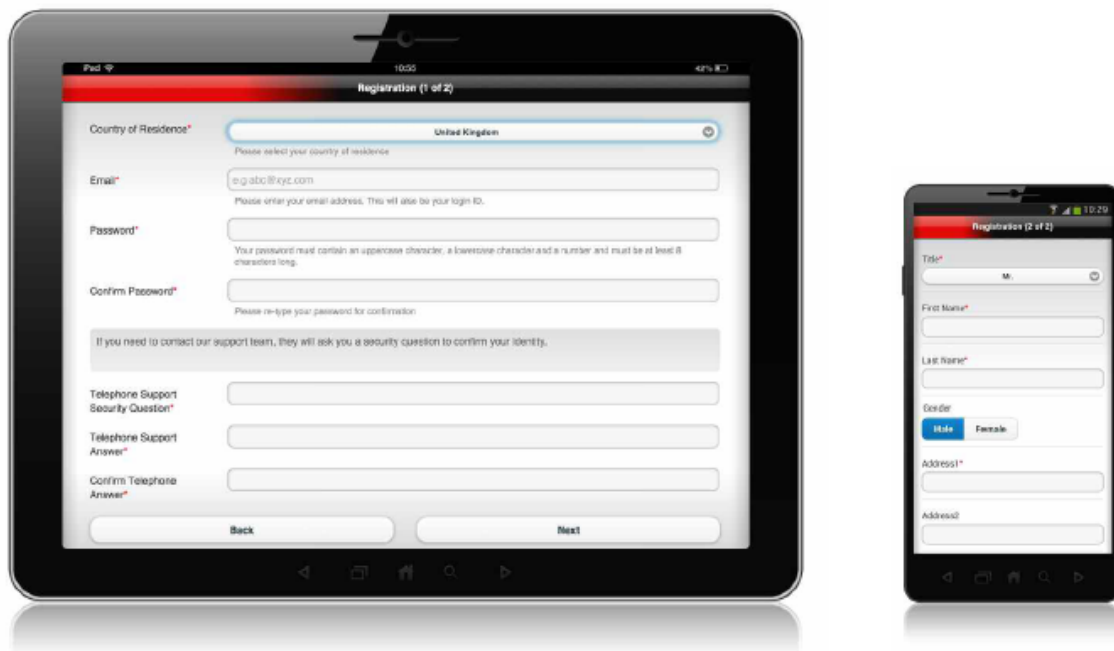 iPad 10:55 42%
Registration (1 of 2)
Country of Residence*
United Kingdom
Please select your country of residence
Email*
e.g abc@xyz.com
Please enter your email address. This will also be your login ID.
Password*
Your password must contain an uppercase character, a lowercase character and a number and must be at least 8
characters long.
Confirm Password*
Please re-type your password for confirmation
If you need to contact our support team, they will ask you a security question to confirm your identity.
Telephone Support
Security Question*
Telephone Support
Answer*
Confirm Telephone
Answer*
Back Next
10:29
Registration (2 of 2)
Title*
Mr.
First Name*
Last Name*
Gender
Male Female
Address1*
Address2